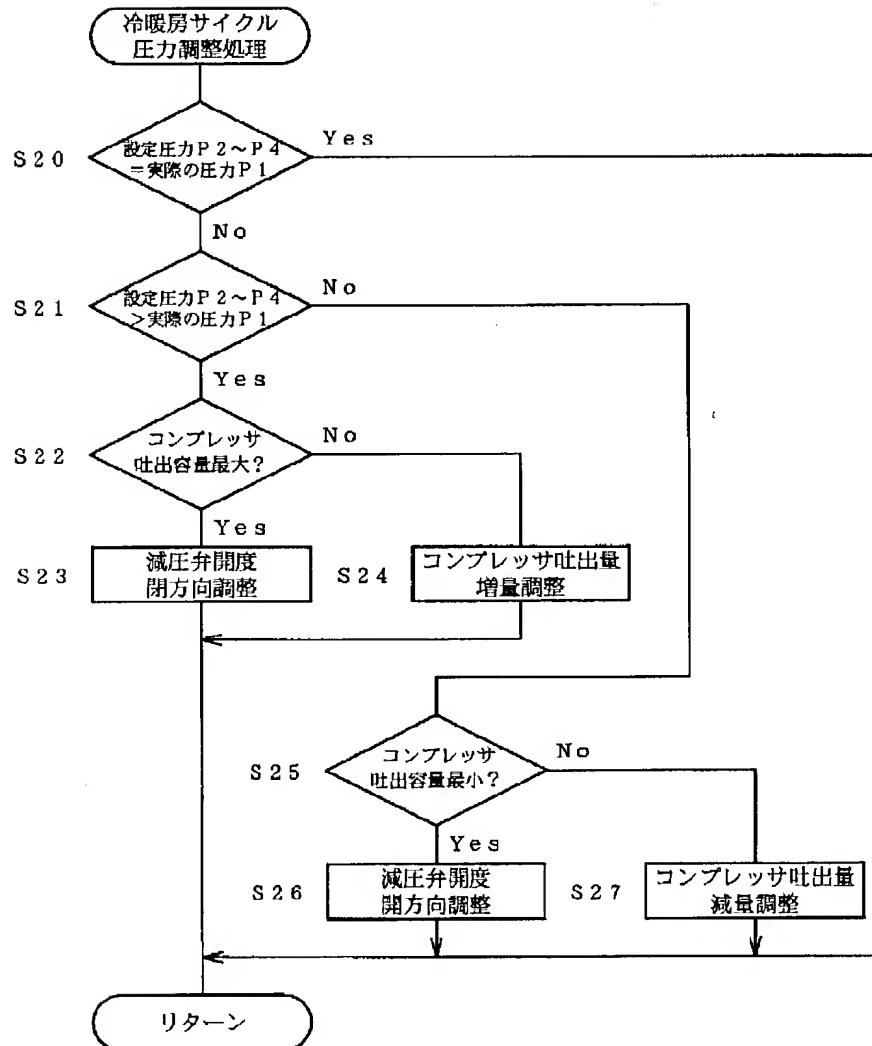 冷暖房サイクル
圧力調整処理
S20
設定圧力P2～P4
＝実際の圧力P1
Yes
No
S21
設定圧力P2～P4
＞実際の圧力P1
No
Yes
S22
コンプレッサ
吐出容量最大？
No
Yes
S23
減圧弁開度
閉方向調整
S24
コンプレッサ吐出量
増量調整
S25
コンプレッサ
吐出容量最小？
No
Yes
S26
減圧弁開度
開方向調整
S27
コンプレッサ吐出量
減量調整
リターン